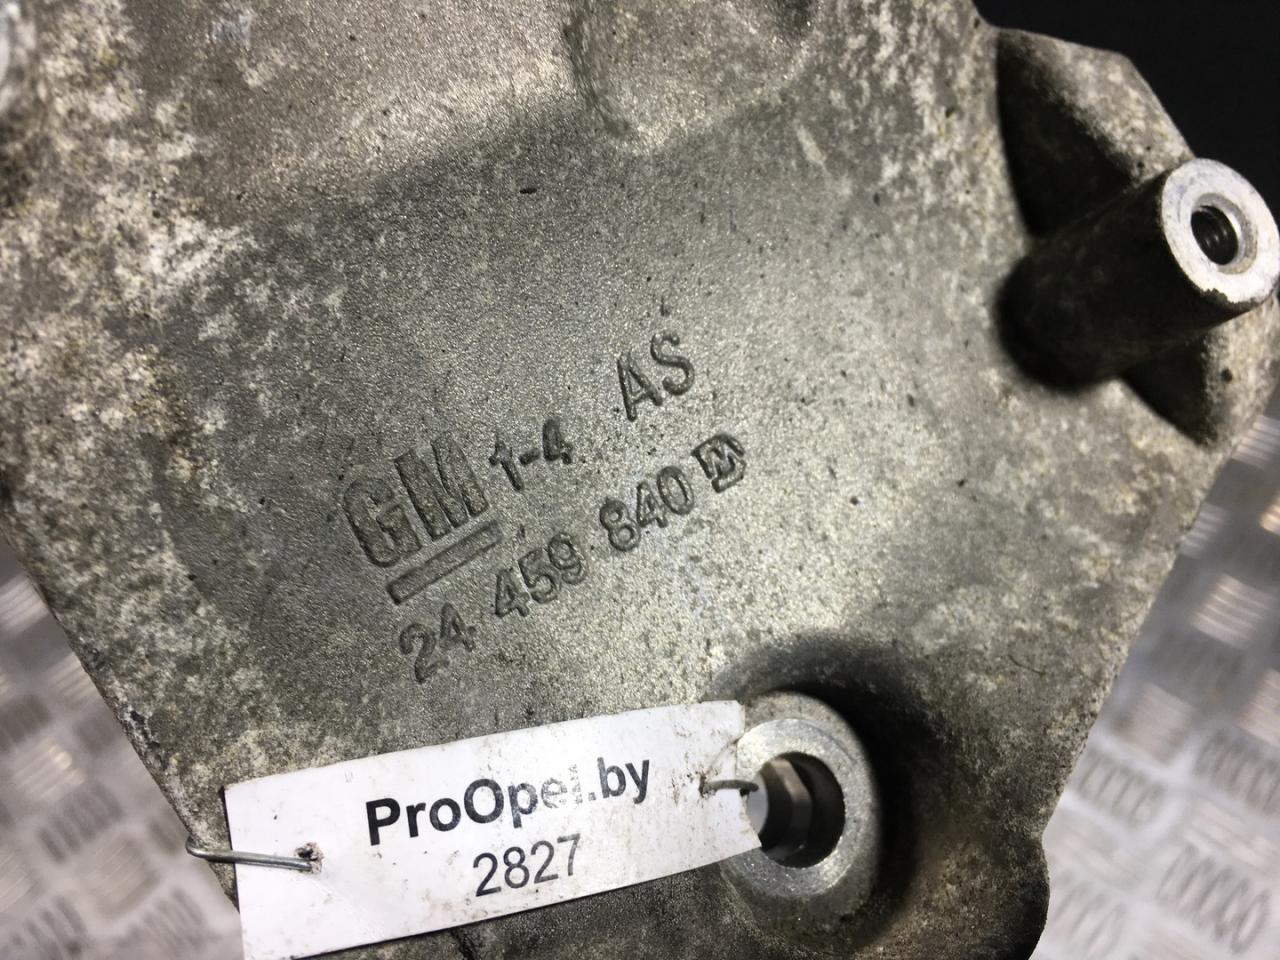 GM 1-4 AS
24 459 840
ProOpel.by
2827